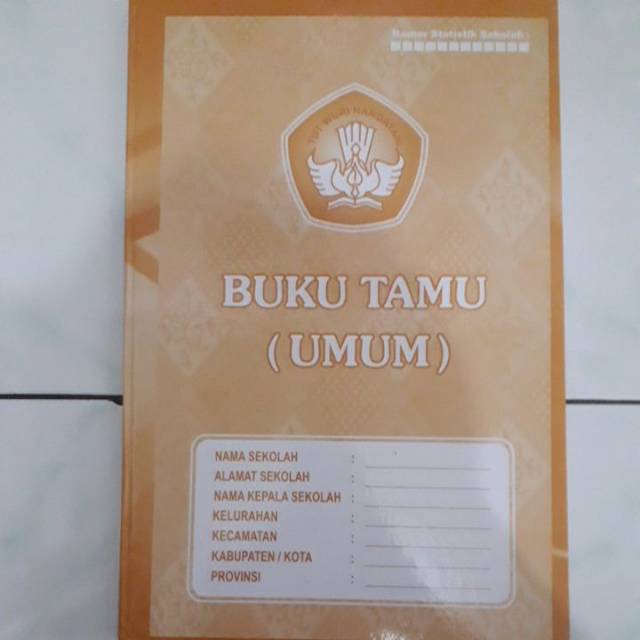 Nomor Statistik Sekolah :
TUT WURI HANDAYANI
BUKU TAMU
( UMUM )
NAMA SEKOLAH :
ALAMAT SEKOLAH :
NAMA KEPALA SEKOLAH :
KELURAHAN :
KECAMATAN :
KABUPATEN / KOTA :
PROVINSI :